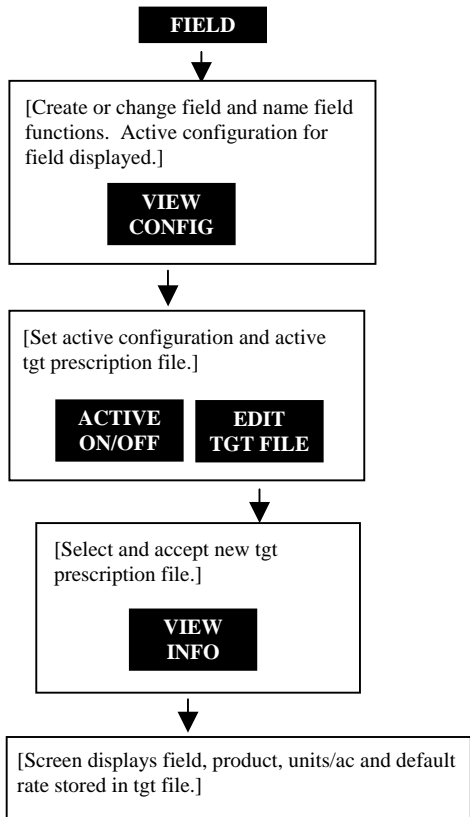 FIELD
[Create or change field and name field
functions.  Active configuration for
field displayed.]
VIEW
CONFIG
[Set active configuration and active
tgt prescription file.]
ACTIVE
ON/OFF
EDIT
TGT FILE
[Select and accept new tgt
prescription file.]
VIEW
INFO
[Screen displays field, product, units/ac and default
rate stored in tgt file.]